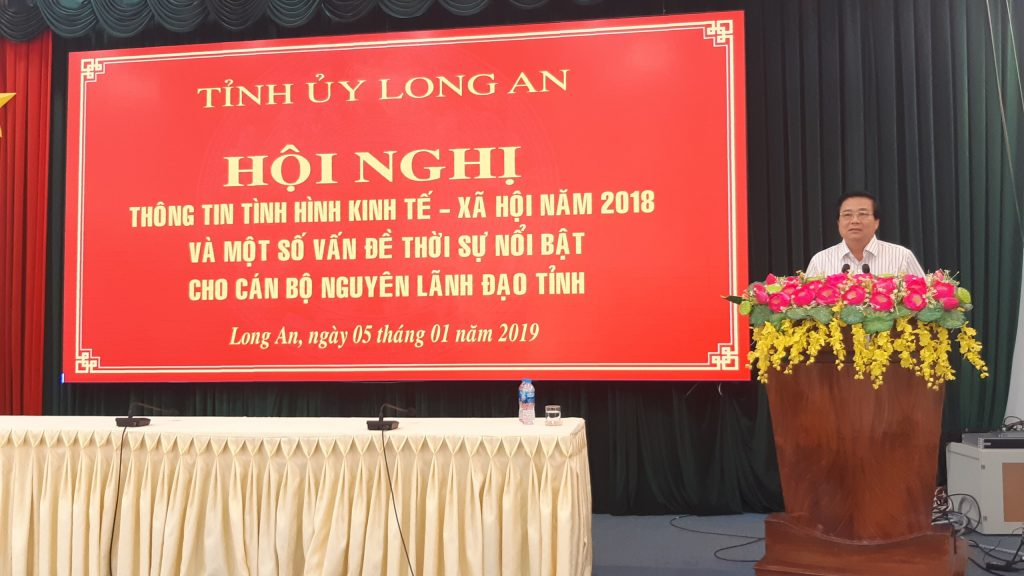 TỈNH ỦY LONG AN
HỘI NGHỊ
THÔNG TIN TÌNH HÌNH KINH TẾ – XÃ HỘI NĂM 2018
VÀ MỘT SỐ VẤN ĐỀ THỜI SỰ NỔI BẬT
CHO CÁN BỘ NGUYÊN LÃNH ĐẠO TỈNH
Long An, ngày 05 tháng 01 năm 2019